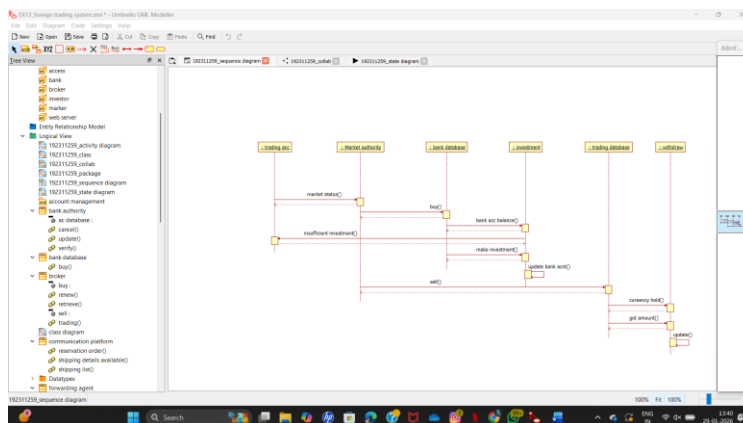 EX12_foreign trading system.xmi * - Umbrello UML Modeller
File Edit Diagram Code Settings Help
New Open Save Cut Copy Paste Find
Tree View
192311259_sequence diagram
192311259_collab
192311259_state diagram
access
bank
broker
investor
marker
web server
Entity Relationship Model
Logical View
192311259_activity diagram
192311259_class
192311259_collab
192311259_package
192311259_sequence diagram
192311259_state diagram
account management
bank authority
ac database :
cancel()
update()
verify()
bank database
buy()
broker
buy :
renew()
retrieve()
sell :
trading()
class diagram
communication platform
reservation order()
shipping details available()
shipping list()
Datatypes
forwarding agent
: trading acc
: Market authority
: bank database
: investment
: trading database
: withdraw
market status()
buy()
bank acc balance()
insufficient investment()
make investment()
update bank acnt()
sell()
cureency hold()
got amount()
update()
192311259_sequence diagram
100% Fit 100%
Search
ENG
IN
13:40
29-01-2026